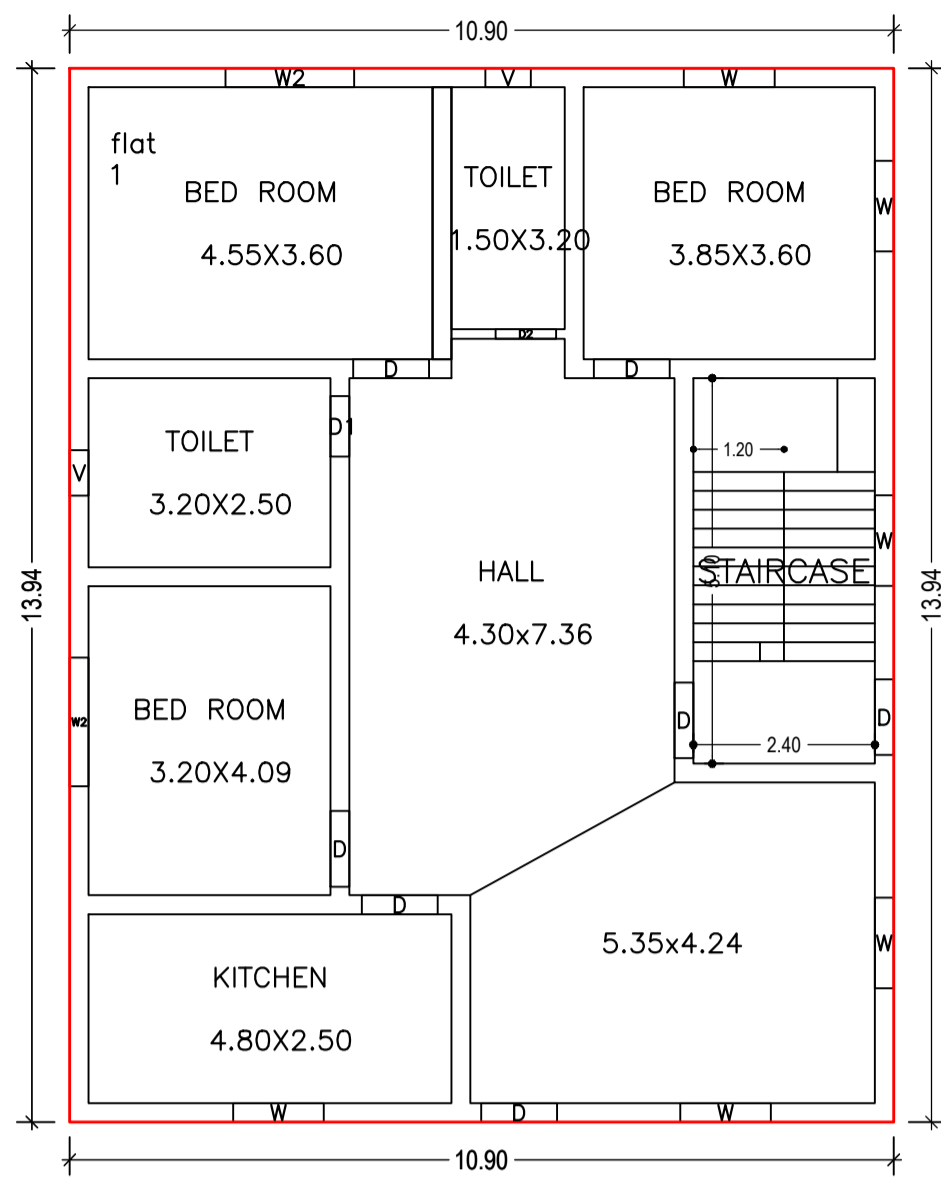 10.90
W2
V
W
flat
1
BED ROOM
4.55X3.60
TOILET
1.50X3.20
BED ROOM
3.85X3.60
W
D2
D
D
D1
TOILET
3.20X2.50
V
1.20
W
STAIRCASE
HALL
4.30x7.36
13.94
13.94
BED ROOM
3.20X4.09
W2
D
D
2.40
D
D
KITCHEN
4.80X2.50
5.35x4.24
W
W
D
W
10.90